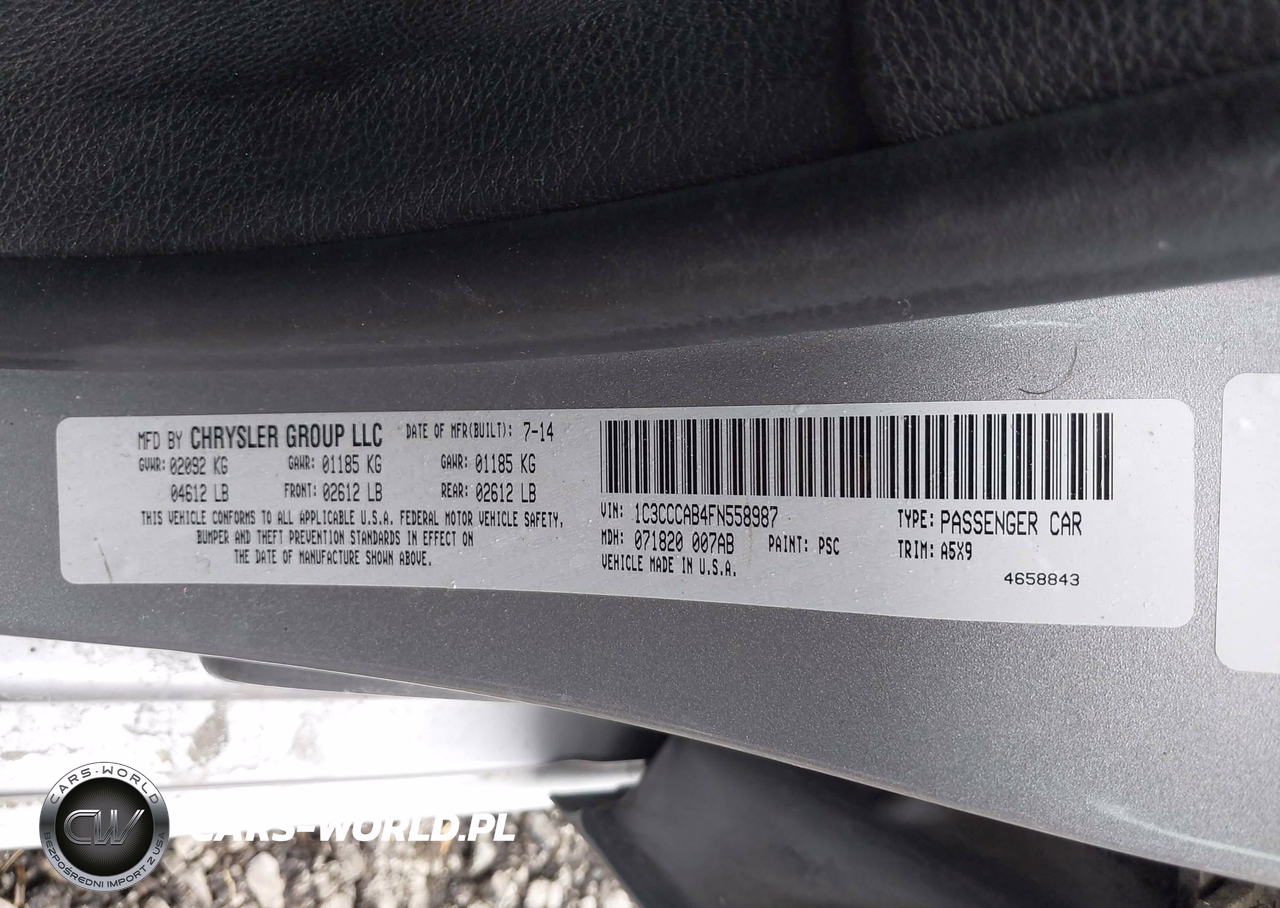 MFD BY CHRYSLER GROUP LLC DATE OF MFR(BUILT): 7-14
GVWR: 02092 KG GAWR: 01185 KG GAWR: 01185 KG
04612 LB FRONT: 02612 LB REAR: 02612 LB
THIS VEHICLE CONFORMS TO ALL APPLICABLE U.S.A. FEDERAL MOTOR VEHICLE SAFETY,
BUMPER AND THEFT PREVENTION STANDARDS IN EFFECT ON
THE DATE OF MANUFACTURE SHOWN ABOVE.
VIN: 1C3CCCAB4FN558987 TYPE: PASSENGER CAR
MDH: 071820 007AB PAINT: PSC TRIM: A5X9
VEHICLE MADE IN U.S.A.
4658843
CARS-WORLD
CW
BEZPOŚREDNI IMPORT Z USA
CARS-WORLD.PL